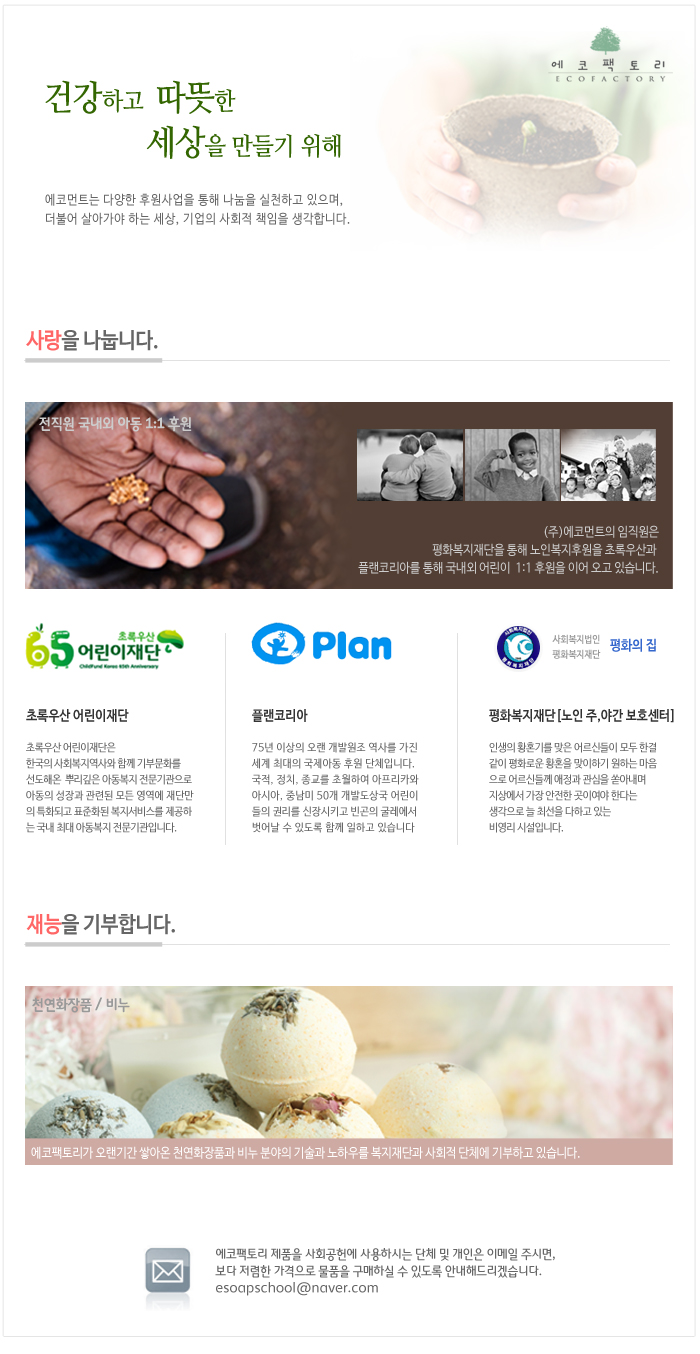 에코팩토리
ECOFACTORY
건강하고 따뜻한
세상을 만들기 위해
에코먼트는 다양한 후원사업을 통해 나눔을 실천하고 있으며,
더불어 살아가야 하는 세상, 기업의 사회적 책임을 생각합니다.
사랑을 나눕니다.
전직원 국내외 아동 1:1 후원
(주)에코먼트의 임직원은
평화복지재단을 통해 노인복지후원을 초록우산과
플랜코리아를 통해 국내외 어린이 1:1 후원을 이어 오고 있습니다.
65 초록우산
어린이재단
ChildFund Korea 65th Anniversary
초록우산 어린이재단
초록우산 어린이재단은
한국의 사회복지역사와 함께 기부문화를
선도해온 뿌리깊은 아동복지 전문기관으로
아동의 성장과 관련된 모든 영역에 재단만
의 특화되고 표준화된 복지서비스를 제공하
는 국내 최대 아동복지 전문기관입니다.
Plan
플랜코리아
75년 이상의 오랜 개발원조 역사를 가진
세계 최대의 국제아동 후원 단체입니다.
국적, 정치, 종교를 초월하여 아프리카와
아시아, 중남미 50개 개발도상국 어린이
들의 권리를 신장시키고 빈곤의 굴레에서
벗어날 수 있도록 함께 일하고 있습니다
사회복지법인
평화복지재단
사회복지법인
평화복지재단
평화의 집
평화복지재단[노인 주,야간 보호센터]
인생의 황혼기를 맞은 어르신들이 모두 한결
같이 평화로운 황혼을 맞이하기 원하는 마음
으로 어르신들께 애정과 관심을 쏟아내며
지상에서 가장 안전한 곳이여야 한다는
생각으로 늘 최선을 다하고 있는
비영리 시설입니다.
재능을 기부합니다.
천연화장품 / 비누
에코팩토리가 오랜기간 쌓아온 천연화장품과 비누 분야의 기술과 노하우를 복지재단과 사회적 단체에 기부하고 있습니다.
에코팩토리 제품을 사회공헌에 사용하시는 단체 및 개인은 이메일 주시면,
보다 저렴한 가격으로 물품을 구매하실 수 있도록 안내해드리겠습니다.
esoapschool@naver.com